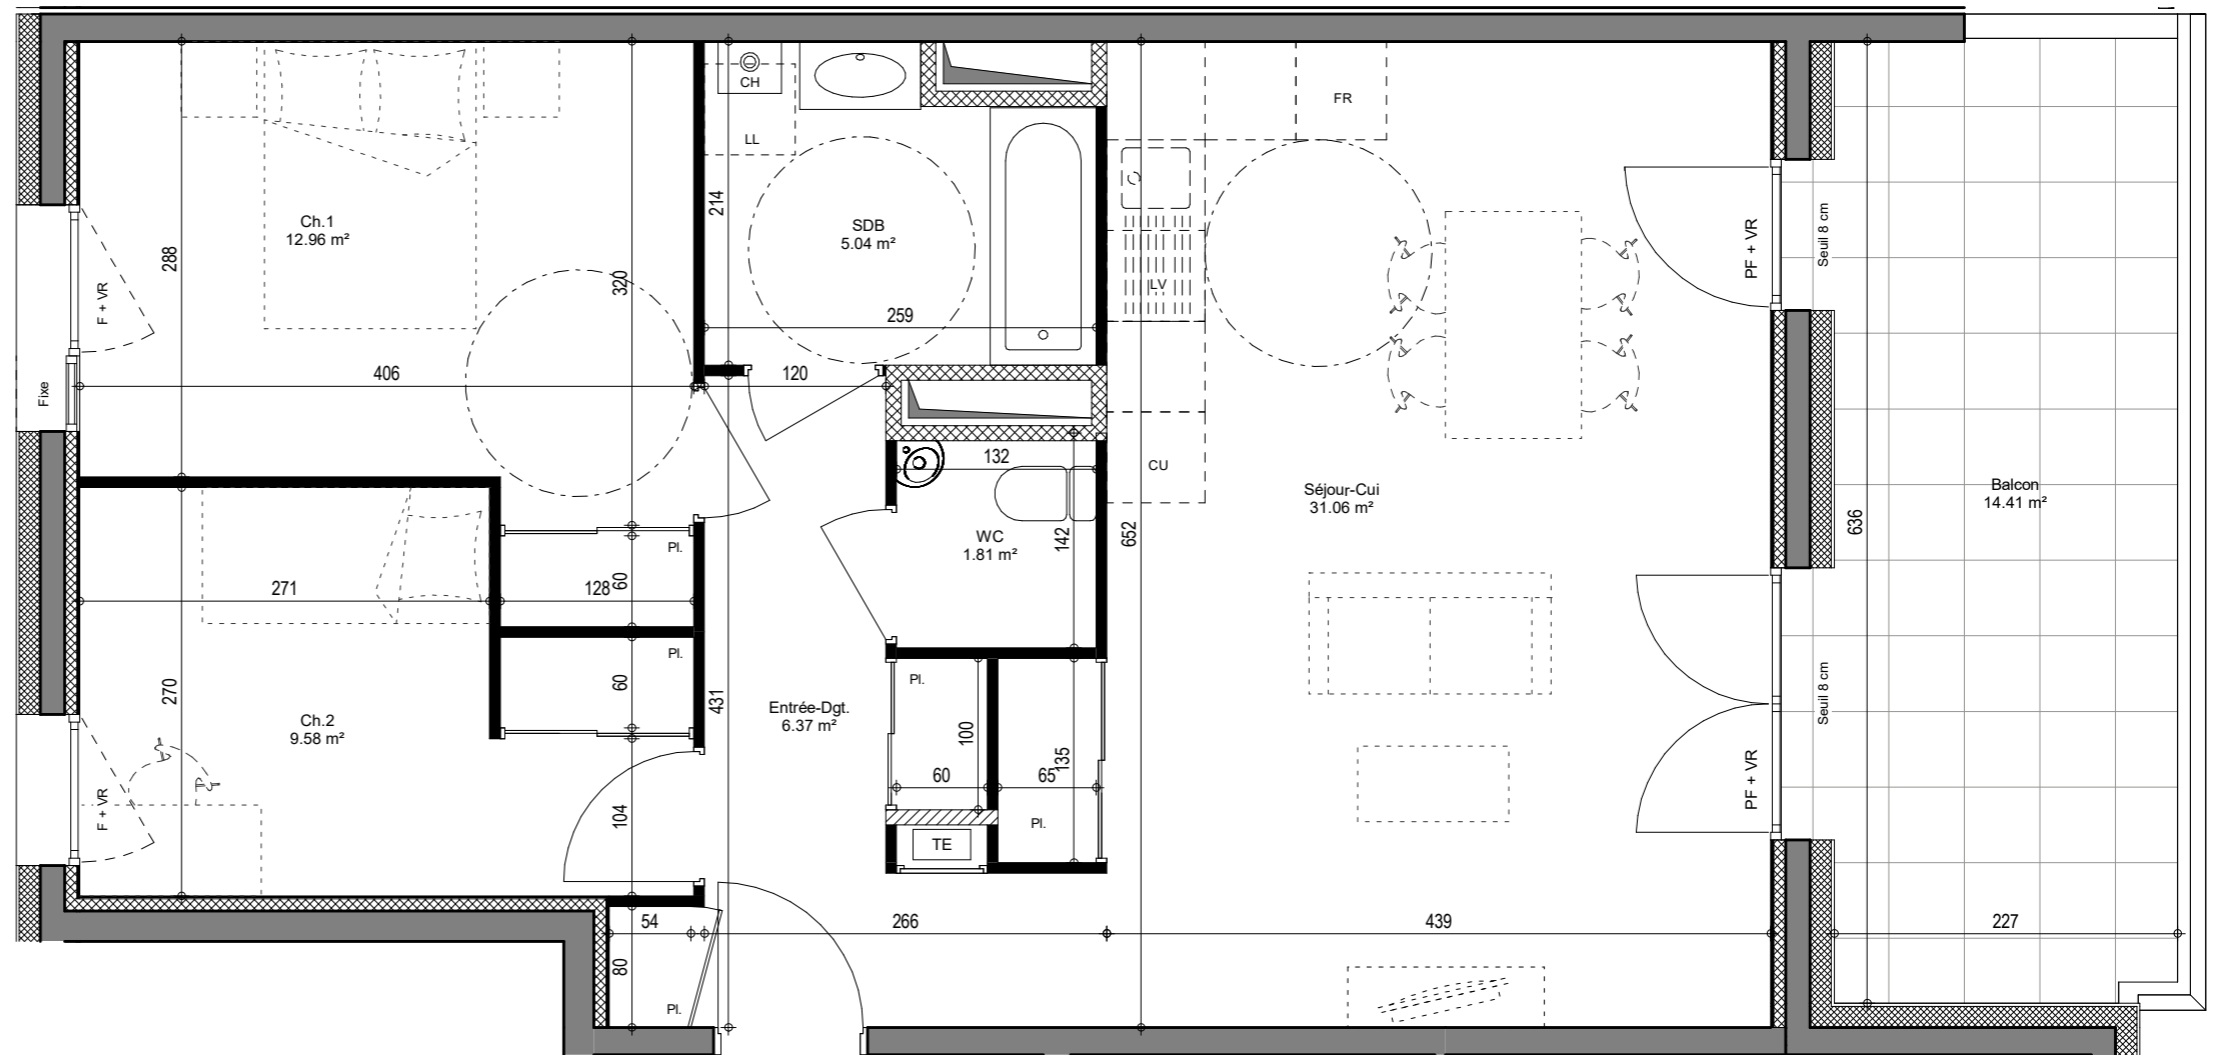 CH
LL
FR
Ch.1
12.96 m²
SDB
5.04 m²
214
288
320
F + VR
259
LV
PF + VR
Seuil 8 cm
Fixe
406
120
132
CU
Séjour-Cui
31.06 m²
Balcon
14.41 m²
WC
1.81 m²
142
652
636
Pl.
271
128
60
Pl.
60
270
431
Ch.2
9.58 m²
Entrée-Dgt.
6.37 m²
Pl.
100
60
65
135
Pl.
TE
F + VR
104
Seuil 8 cm
PF + VR
54
266
439
227
80
Pl.